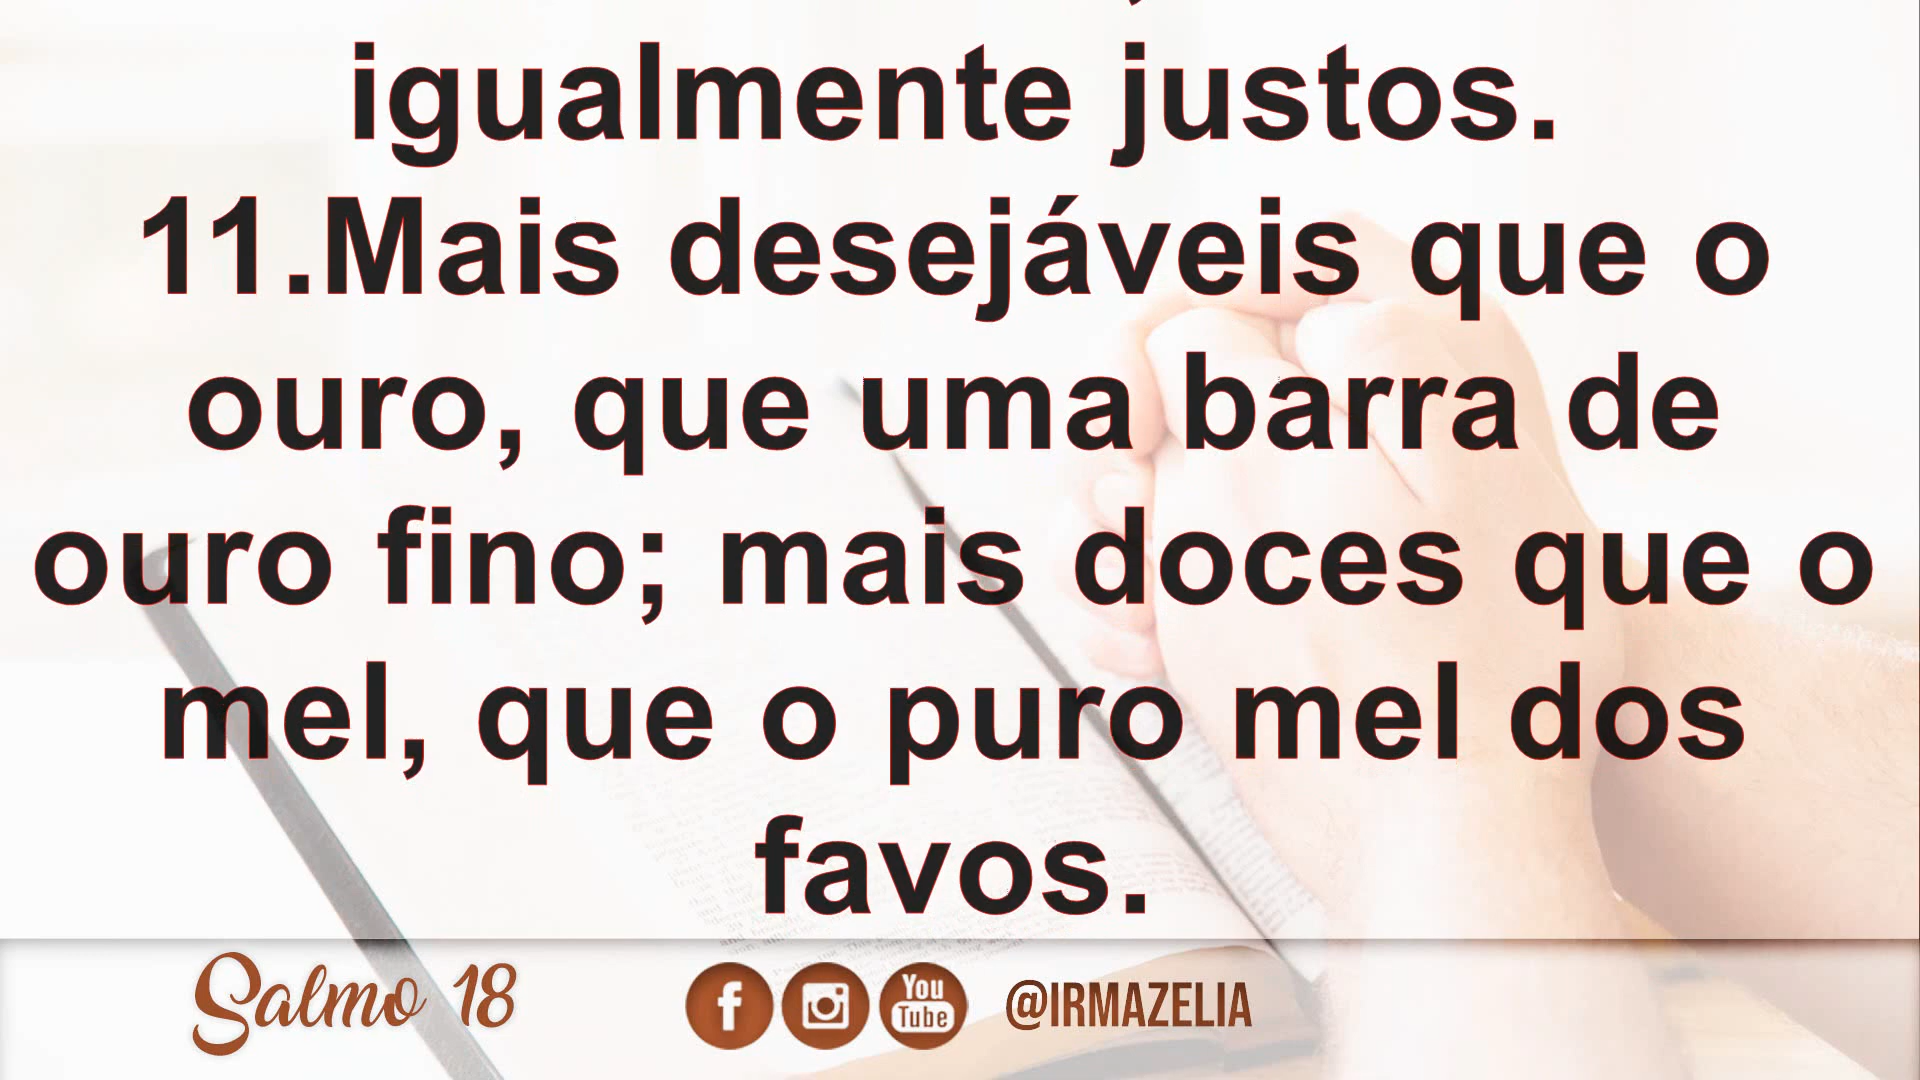 igualmente justos.
11.Mais desejáveis que o
ouro, que uma barra de
ouro fino; mais doces que o
mel, que o puro mel dos
favos.
Salmo 18
f
You
Tube
@IRMAZELIA